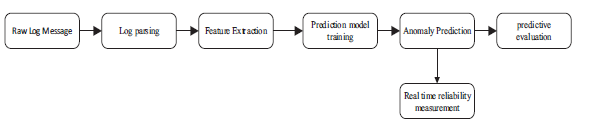 Raw Log Message
Log parsing
Feature Extraction
Prediction model
training
Anomaly Prediction
predictive
evaluation
Real time reliability
measurement